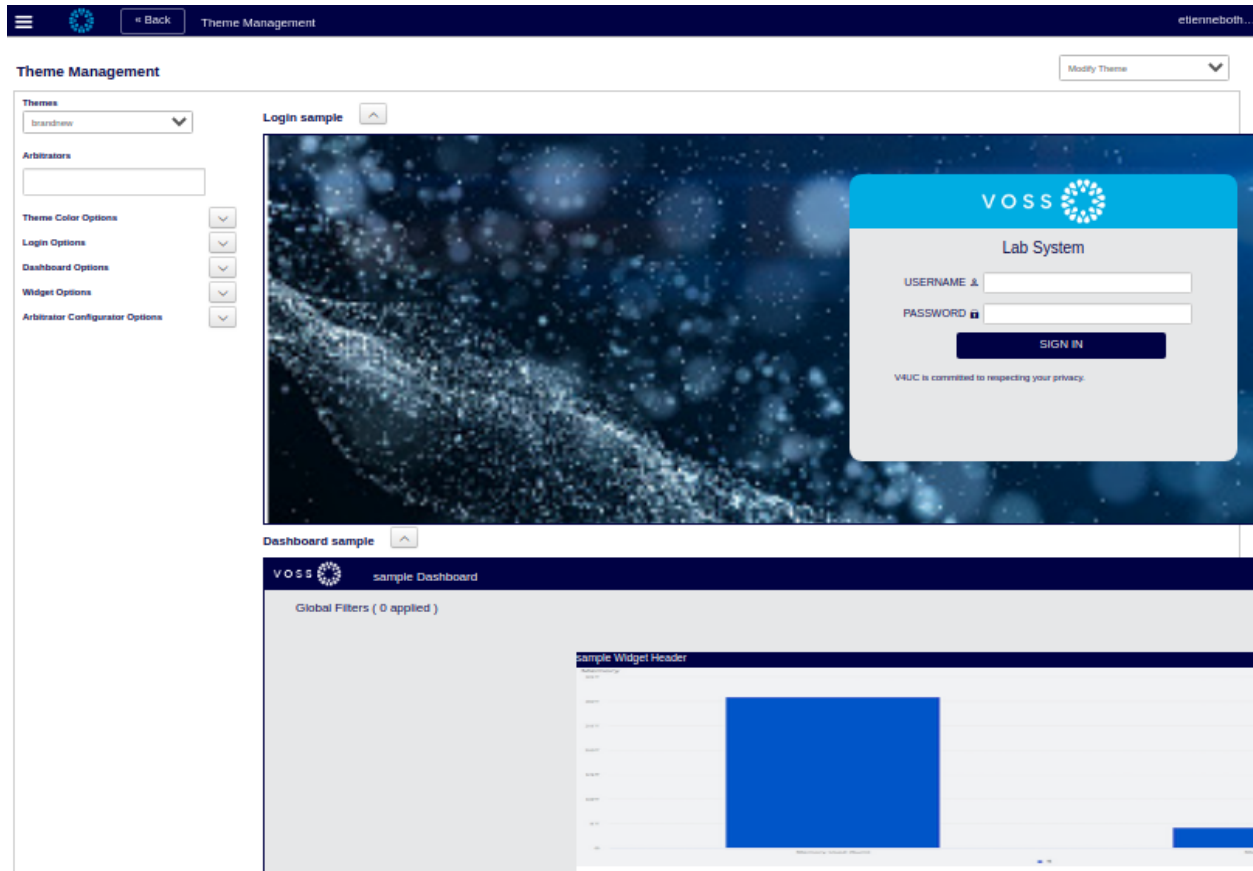 « Back
Theme Management
etienneboth...
Theme Management
Modify Theme
Themes
brandnew
Arbitrators
Theme Color Options
Login Options
Dashboard Options
Widget Options
Arbitrator Configurator Options
Login sample
VOSS
Lab System
USERNAME
PASSWORD
SIGN IN
V4UC is committed to respecting your privacy.
Dashboard sample
VOSS
sample Dashboard
Global Filters ( 0 applied )
sample Widget Header